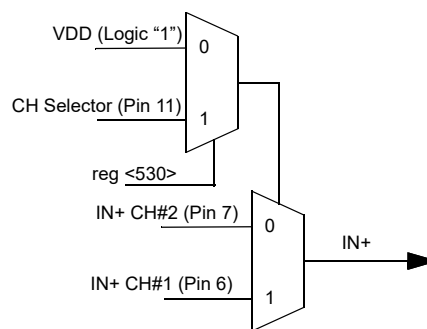 VDD (Logic “1”)
0
CH Selector (Pin 11)
1
reg <530>
IN+ CH#2 (Pin 7)
0
IN+
IN+ CH#1 (Pin 6)
1